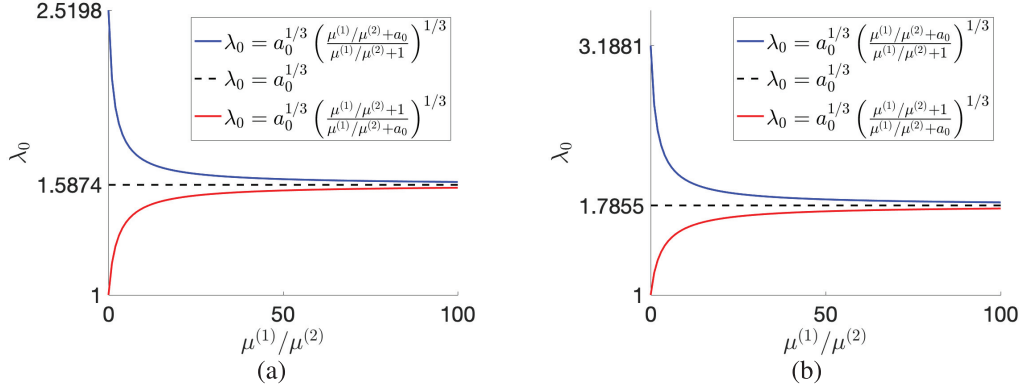 2.5198
λ₀ = a₀^{1/3} (μ⁽¹⁾/μ⁽²⁾+a₀ / μ⁽¹⁾/μ⁽²⁾+1)^{1/3}
λ₀ = a₀^{1/3}
λ₀ = a₀^{1/3} (μ⁽¹⁾/μ⁽²⁾+1 / μ⁽¹⁾/μ⁽²⁾+a₀)^{1/3}
λ₀
1.5874
1
0 50 100
μ⁽¹⁾/μ⁽²⁾
(a)
3.1881
λ₀ = a₀^{1/3} (μ⁽¹⁾/μ⁽²⁾+a₀ / μ⁽¹⁾/μ⁽²⁾+1)^{1/3}
λ₀ = a₀^{1/3}
λ₀ = a₀^{1/3} (μ⁽¹⁾/μ⁽²⁾+1 / μ⁽¹⁾/μ⁽²⁾+a₀)^{1/3}
λ₀
1.7855
1
0 50 100
μ⁽¹⁾/μ⁽²⁾
(b)